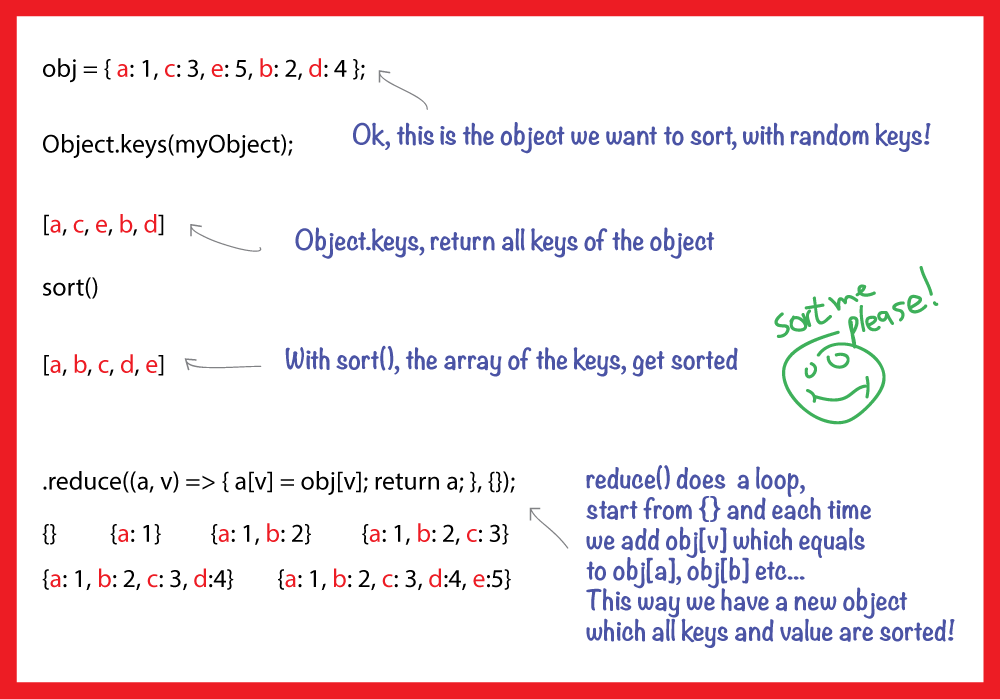 obj = { a: 1, c: 3, e: 5, b: 2, d: 4 };
Ok, this is the object we want to sort, with random keys!
Object.keys(myObject);
[a, c, e, b, d]
Object.keys, return all keys of the object
sort()
sort me
please!
[a, b, c, d, e]
With sort(), the array of the keys, get sorted
.reduce((a, v) => { a[v] = obj[v]; return a; }, {});
{} {a: 1} {a: 1, b: 2} {a: 1, b: 2, c: 3}
{a: 1, b: 2, c: 3, d:4} {a: 1, b: 2, c: 3, d:4, e:5}
reduce() does a loop,
start from {} and each time
we add obj[v] which equals
to obj[a], obj[b] etc...
This way we have a new object
which all keys and value are sorted!